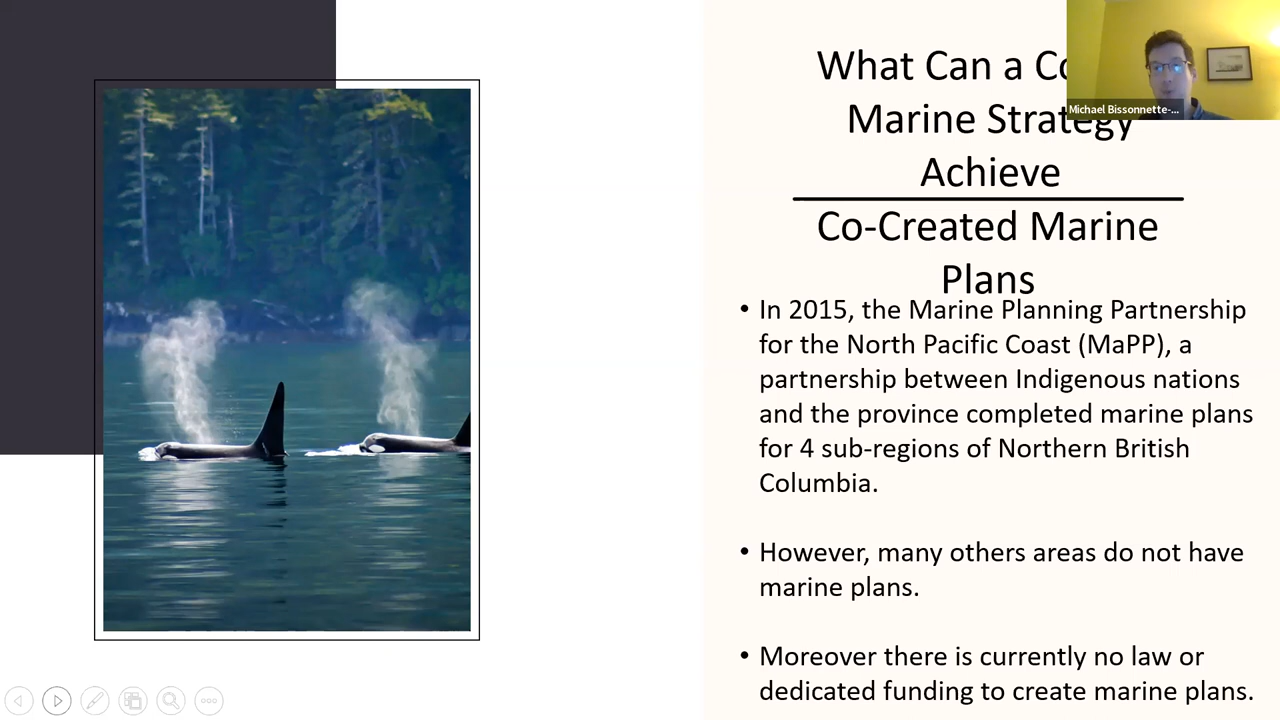 What Can a Co
Marine Strategy
Achieve
Co-Created Marine
Plans
Michael Bissonnette-...
• In 2015, the Marine Planning Partnership
for the North Pacific Coast (MaPP), a
partnership between Indigenous nations
and the province completed marine plans
for 4 sub-regions of Northern British
Columbia.
• However, many others areas do not have
marine plans.
• Moreover there is currently no law or
dedicated funding to create marine plans.